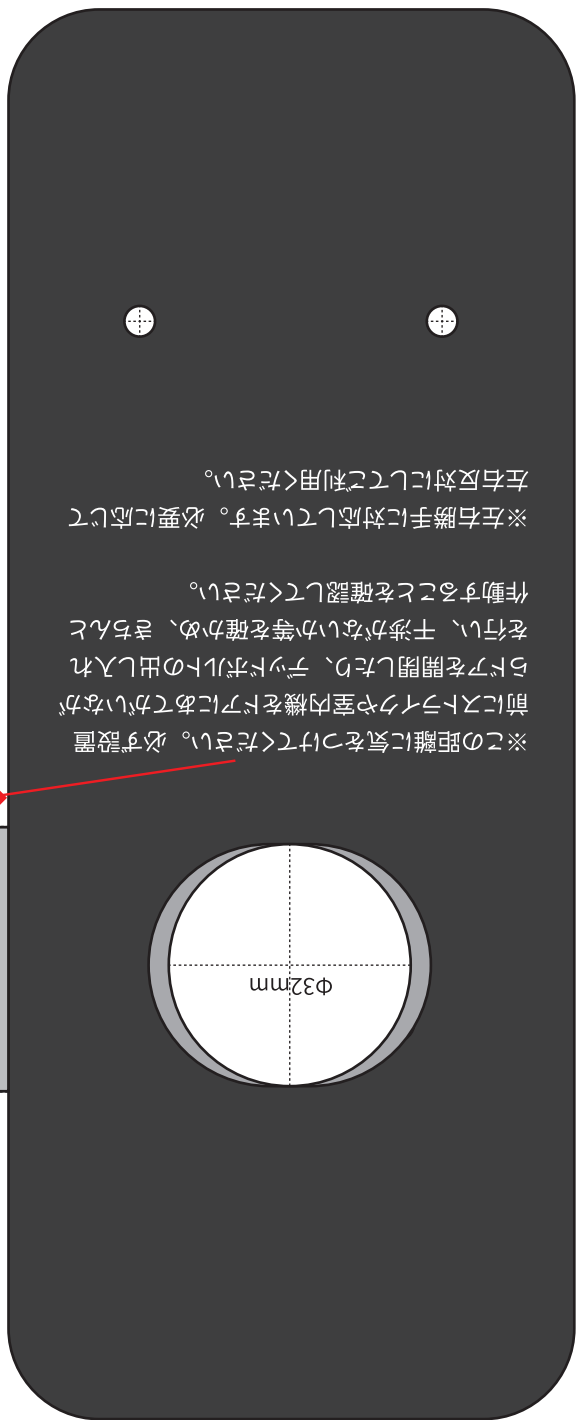 Φ32mm
※この距離に気をつけてください。必ず設置
前にストライクや室内機をドアにあてがいなが
らドアを開閉したり、デッドボルトの出し入れ
を行い、干渉がないか等を確かめ、きちんと
作動することを確認してください。
※左右勝手に対応しています。必要に応じて
左右反対にしてご利用ください。